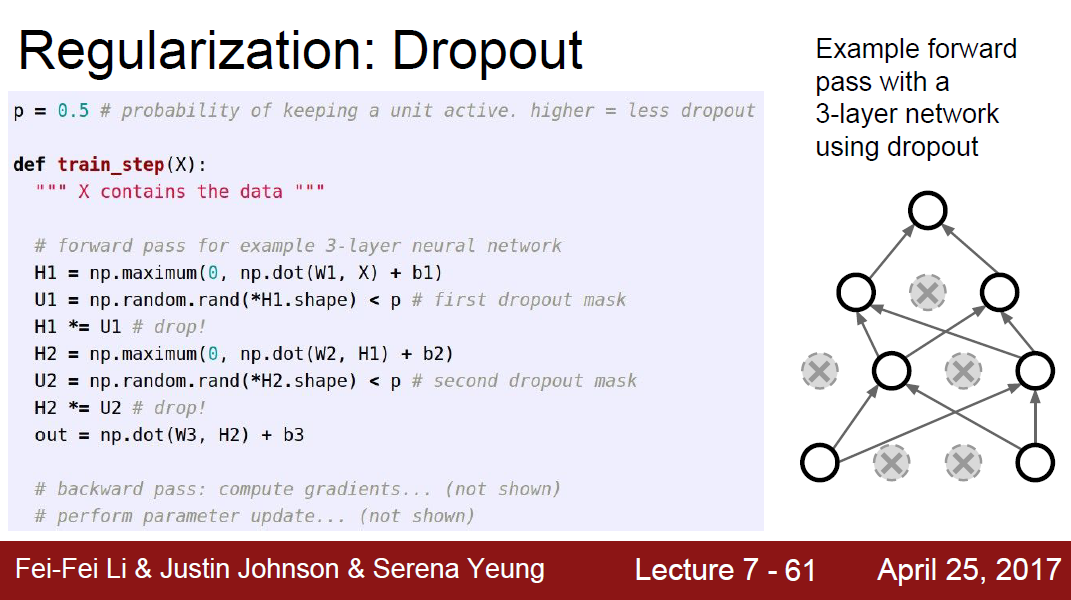 Regularization: Dropout
p = 0.5 # probability of keeping a unit active. higher = less dropout
def train_step(X):
""" X contains the data """
# forward pass for example 3-layer neural network
H1 = np.maximum(0, np.dot(W1, X) + b1)
U1 = np.random.rand(*H1.shape) < p # first dropout mask
H1 *= U1 # drop!
H2 = np.maximum(0, np.dot(W2, H1) + b2)
U2 = np.random.rand(*H2.shape) < p # second dropout mask
H2 *= U2 # drop!
out = np.dot(W3, H2) + b3
# backward pass: compute gradients... (not shown)
# perform parameter update... (not shown)
Example forward
pass with a
3-layer network
using dropout
Fei-Fei Li & Justin Johnson & Serena Yeung
Lecture 7 - 61
April 25, 2017